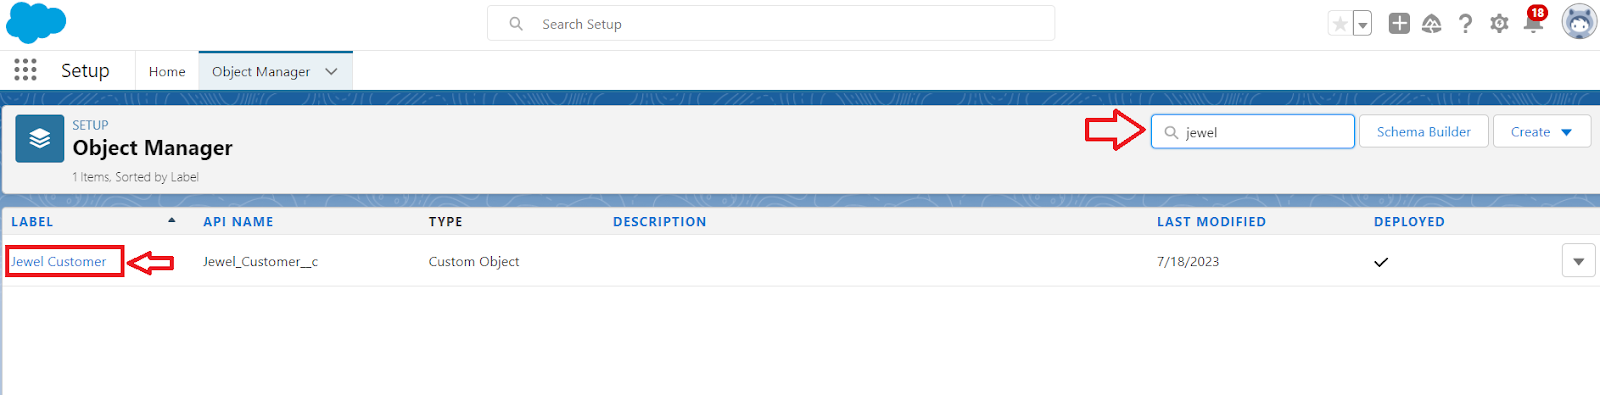 Search Setup
18
Setup Home Object Manager
SETUP
Object Manager
1 Items, Sorted by Label
jewel
Schema Builder
Create
LABEL API NAME TYPE DESCRIPTION LAST MODIFIED DEPLOYED
Jewel Customer Jewel_Customer__c Custom Object 7/18/2023